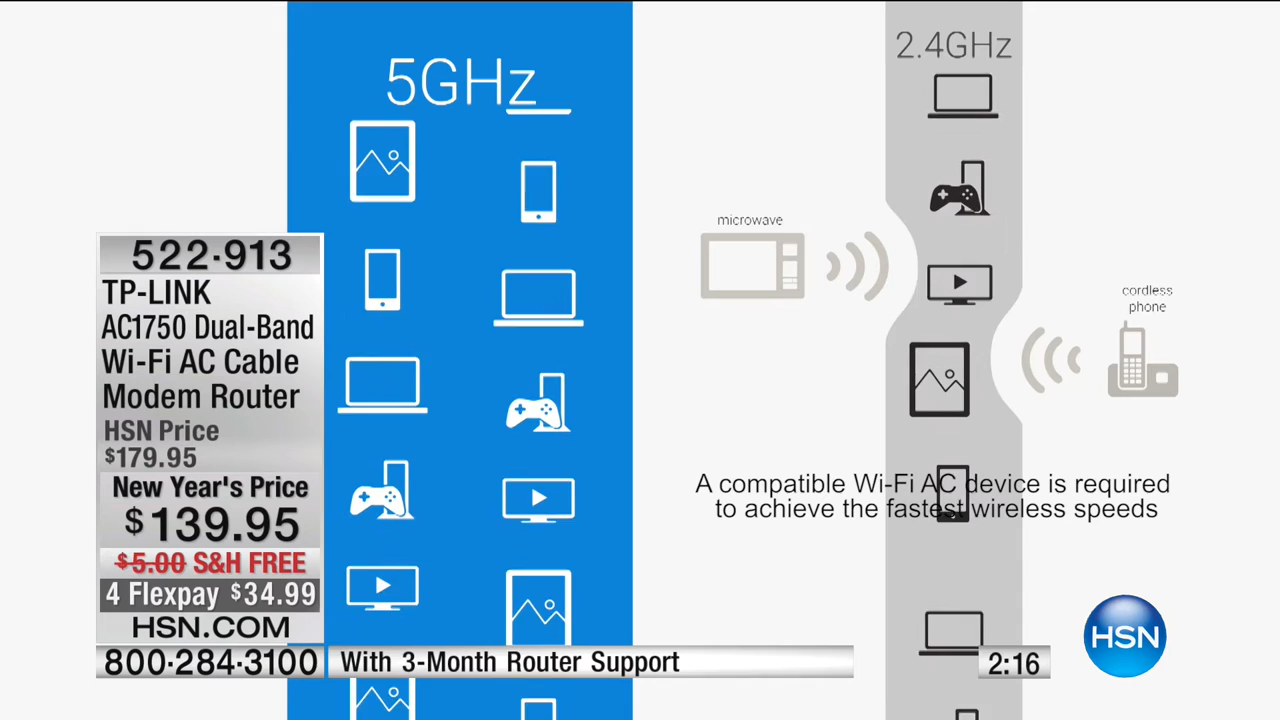 5GHz
2.4GHz
microwave
cordless
phone
522·913
TP-LINK
AC1750 Dual-Band
Wi-Fi AC Cable
Modem Router
HSN Price
$179.95
New Year's Price
$139.95
$5.00 S&H FREE
4 Flexpay $34.99
HSN.COM
800·284·3100
A compatible Wi-Fi AC device is required
to achieve the fastest wireless speeds
HSN
With 3-Month Router Support
2:16